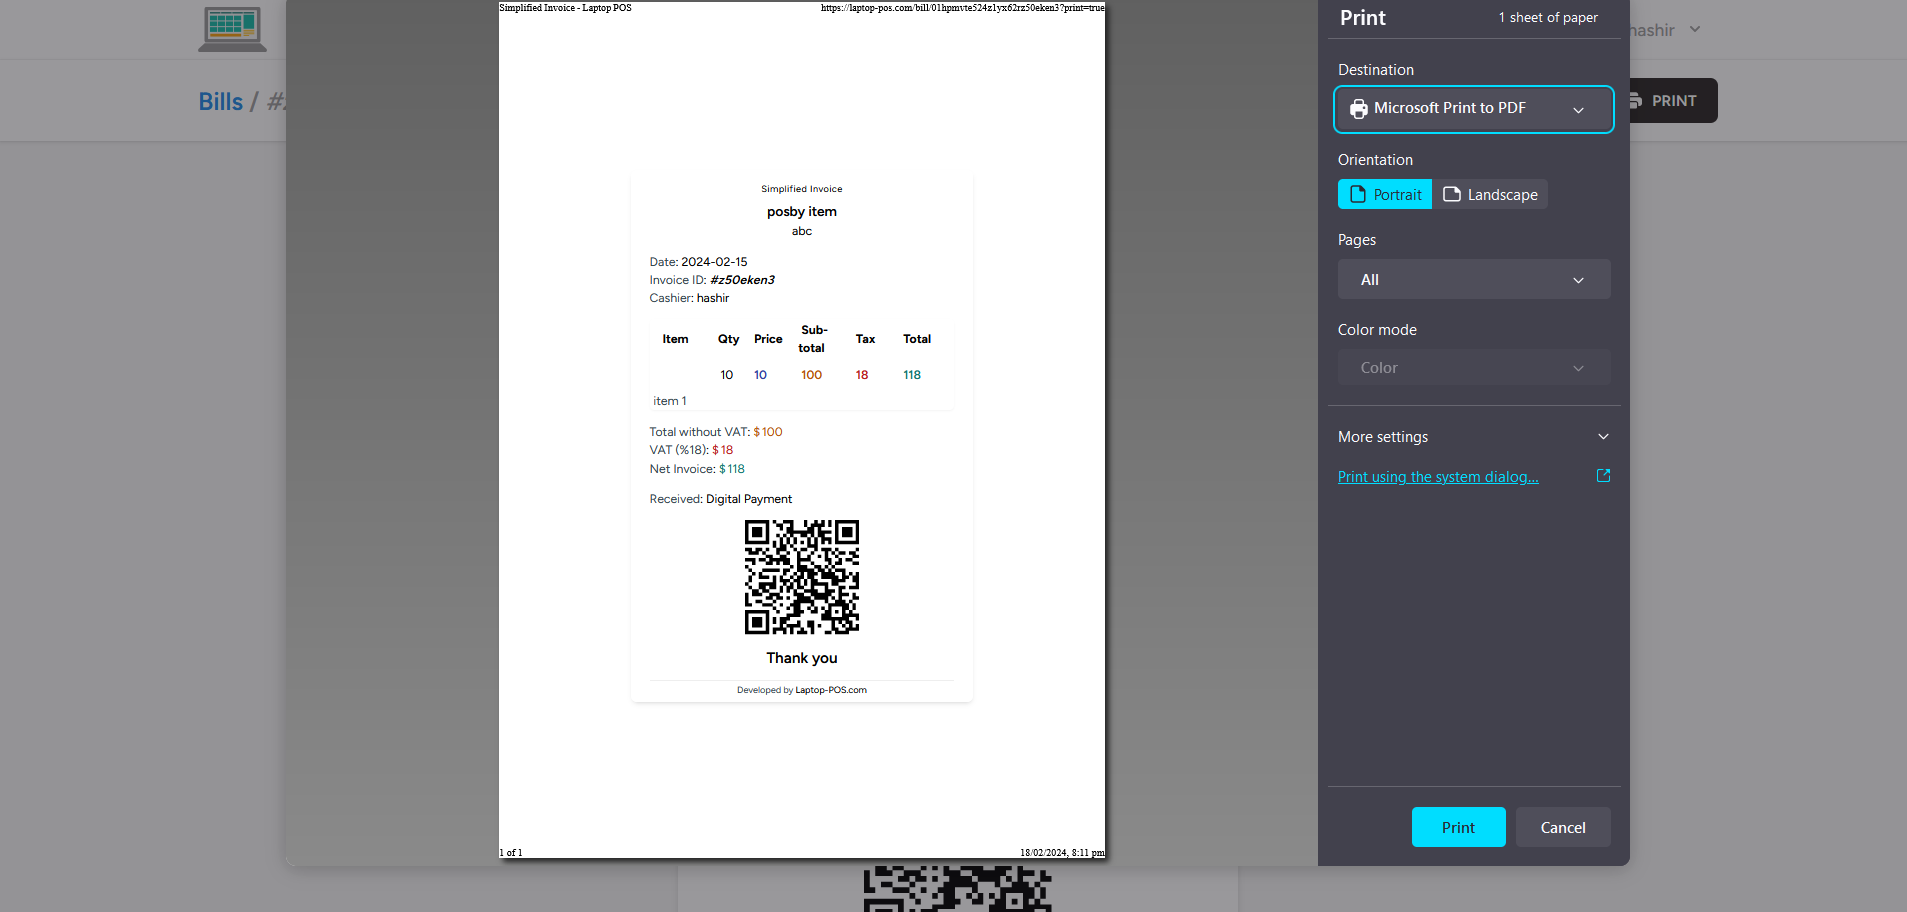 Simplified Invoice - Laptop POS https://laptop-pos.com/bill/01hpmvte524z1yx62rz50eken3?print=true
Print 1 sheet of paper
hashir
Bills / #
PRINT
Destination
Microsoft Print to PDF
Orientation
Portrait Landscape
Pages
All
Color mode
Color
More settings
Print using the system dialog...
Print Cancel
Simplified Invoice
posby item
abc
Date: 2024-02-15
Invoice ID: #z50eken3
Cashier: hashir
Item Qty Price Sub-total Tax Total
10 10 100 18 118
item 1
Total without VAT: $100
VAT (%18): $18
Net Invoice: $118
Received: Digital Payment
Thank you
Developed by Laptop-POS.com
1 of 1 18/02/2024, 8:11 pm